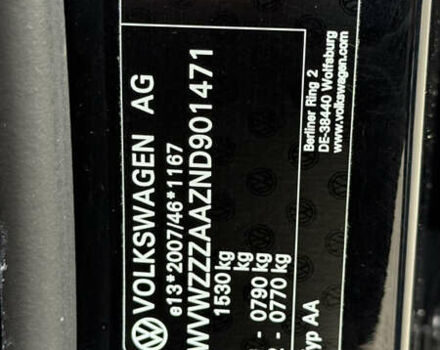 VOLKSWAGEN AG
e13*2007/46*1167
WVWZZZAAZND901471
1530 kg
kg
- 0790 kg
- 0770 kg
Typ AA
Berliner Ring 2
DE-38440 Wolfsburg
www.volkswagen.com